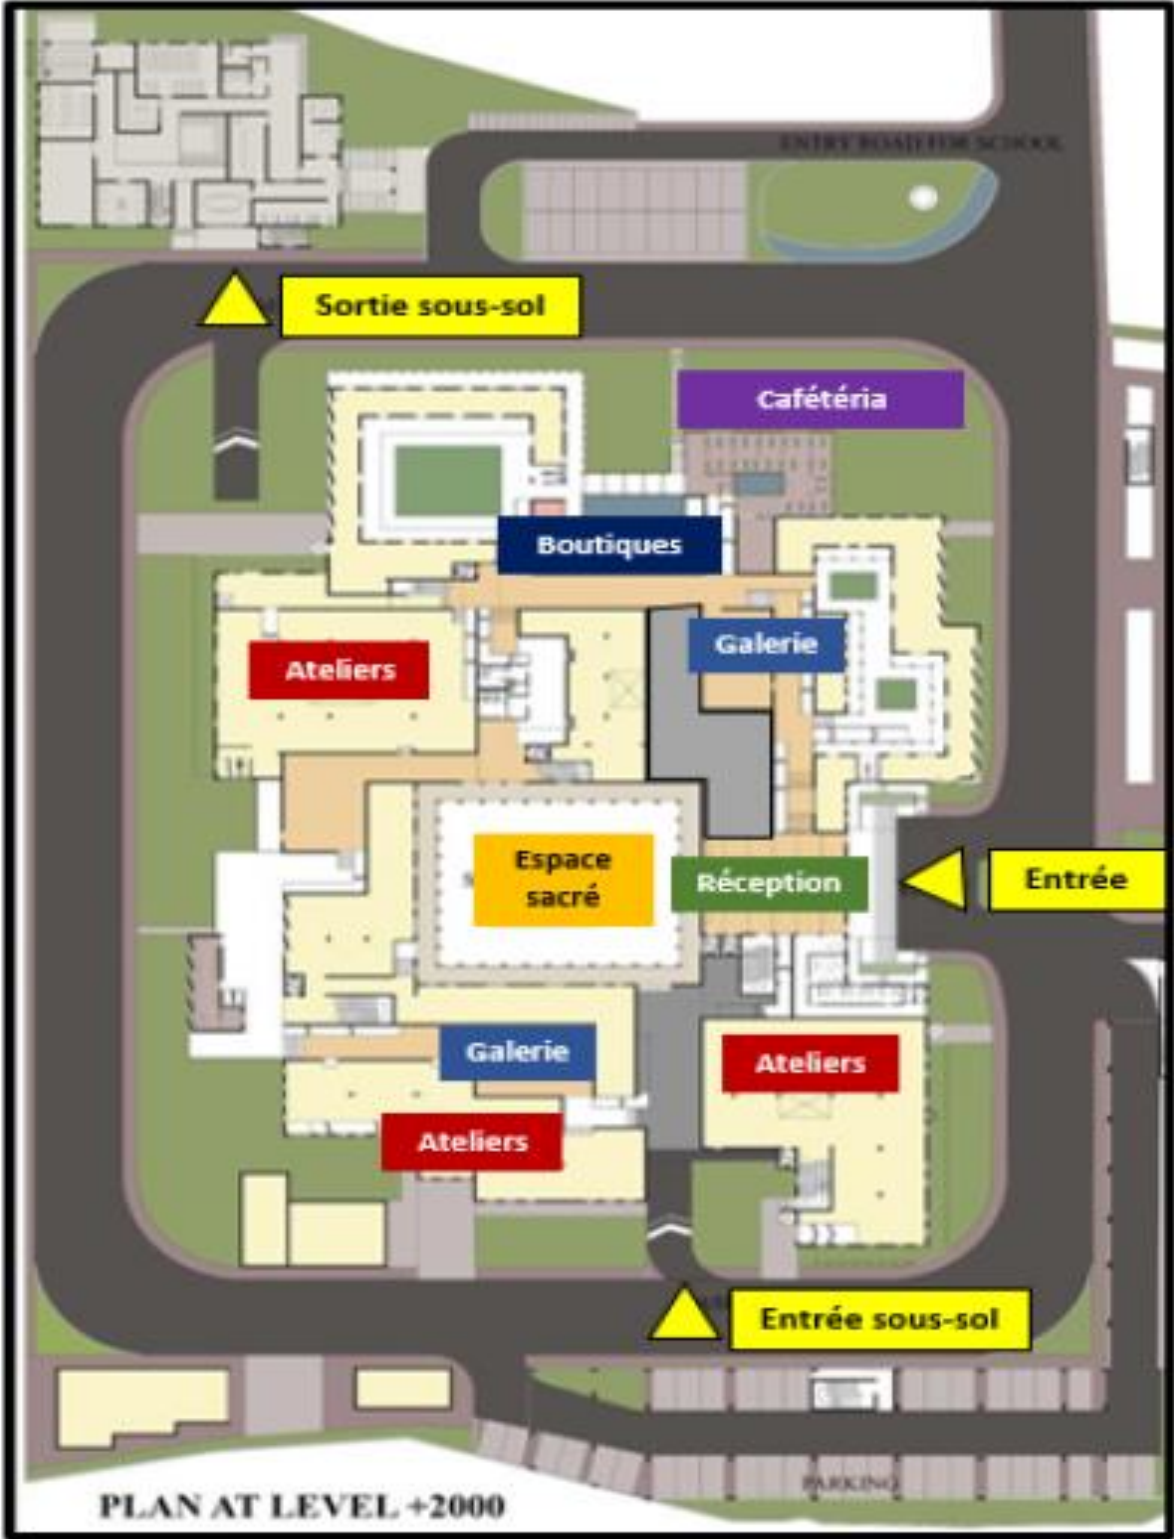 ENTRY ROAD FOR SCHOOL
Sortie sous-sol
Cafétéria
Boutiques
Galerie
Ateliers
Espace
sacré
Réception
Entrée
Galerie
Ateliers
Ateliers
Entrée sous-sol
PARKING
PLAN AT LEVEL +2000